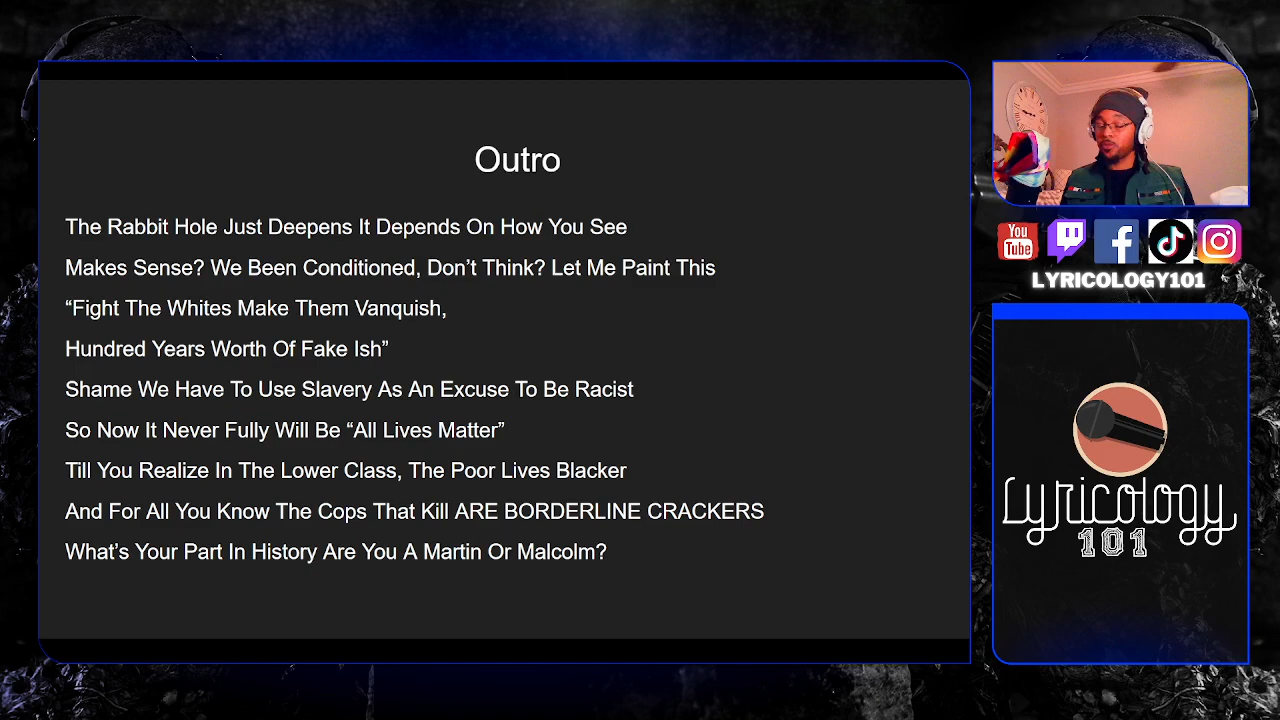 Outro
The Rabbit Hole Just Deepens It Depends On How You See
Makes Sense? We Been Conditioned, Don’t Think? Let Me Paint This
“Fight The Whites Make Them Vanquish,
Hundred Years Worth Of Fake Ish”
Shame We Have To Use Slavery As An Excuse To Be Racist
So Now It Never Fully Will Be “All Lives Matter”
Till You Realize In The Lower Class, The Poor Lives Blacker
And For All You Know The Cops That Kill ARE BORDERLINE CRACKERS
What's Your Part In History Are You A Martin Or Malcolm?
You
Tube
LYRICOLOGY101
Lyricology
101